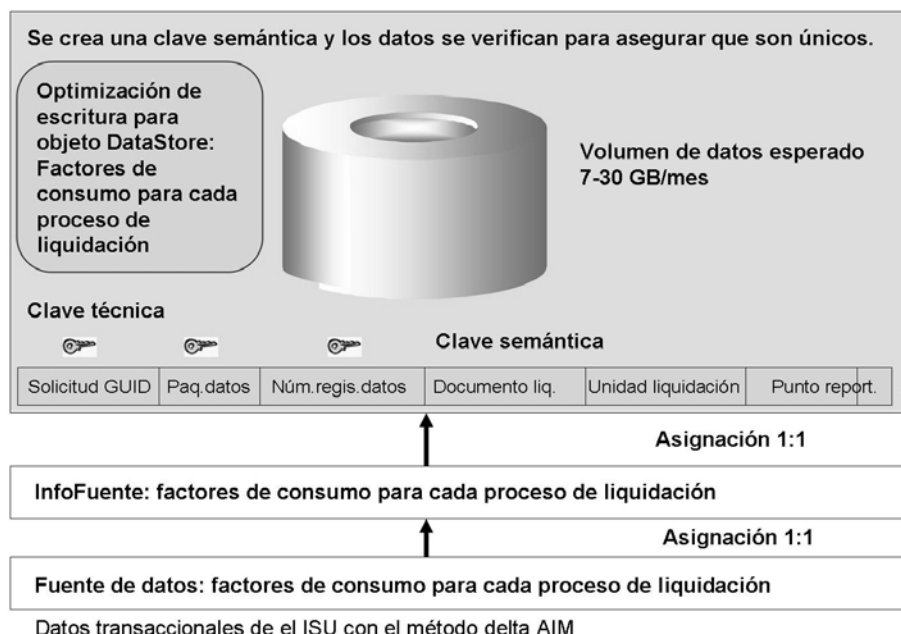 Se crea una clave semántica y los datos se verifican para asegurar que son únicos.
Optimización de
escritura para
objeto DataStore:
Factores de
consumo para cada
proceso de
liquidación
Volumen de datos esperado
7-30 GB/mes
Clave técnica
Clave semántica
Solicitud GUID
Paq.datos
Núm.regis.datos
Documento liq.
Unidad liquidación
Punto report.
Asignación 1:1
InfoFuente: factores de consumo para cada proceso de liquidación
Asignación 1:1
Fuente de datos: factores de consumo para cada proceso de liquidación
Datos transaccionales de el ISU con el método delta AIM